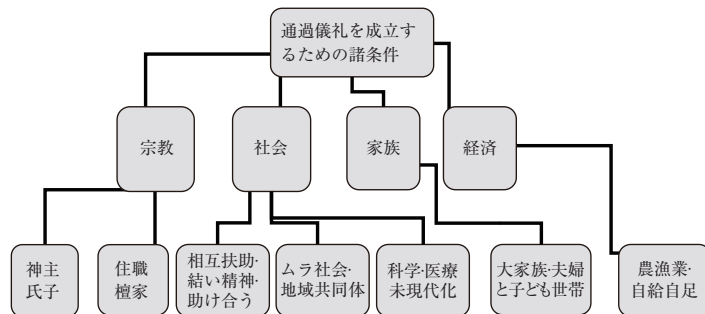 通過儀礼を成立す
るための諸条件
宗教
社会
家族
経済
神主
氏子
住職
檀家
相互扶助·
結い精神·
助け合う
ムラ社会·
地域共同体
科学·医療
未現代化
大家族·夫婦
と子ども世帯
農漁業·
自給自足